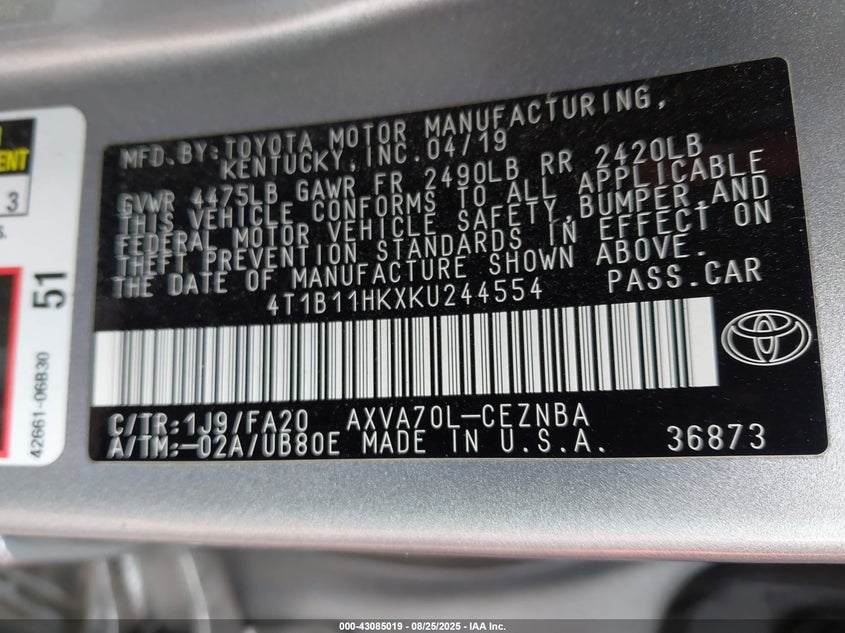 MFD.BY:TOYOTA MOTOR MANUFACTURING,
KENTUCKY,INC.04/19
GVWR 4475LB GAWR FR 2490LB RR 2420LB
THIS VEHICLE CONFORMS TO ALL APPLICABLE
FEDERAL MOTOR VEHICLE SAFETY,BUMPER,AND
THEFT PREVENTION STANDARDS IN EFFECT ON
THE DATE OF MANUFACTURE SHOWN ABOVE.
4T1B11HKXKU244554 PASS.CAR
C/TR:1J9/FA20 AXVA70L-CEZNBA
A/TM:-02A/UB80E MADE IN U.S.A. 36873
3
51
42661-06B30
000-43085019 - 08/25/2025 - IAA Inc.